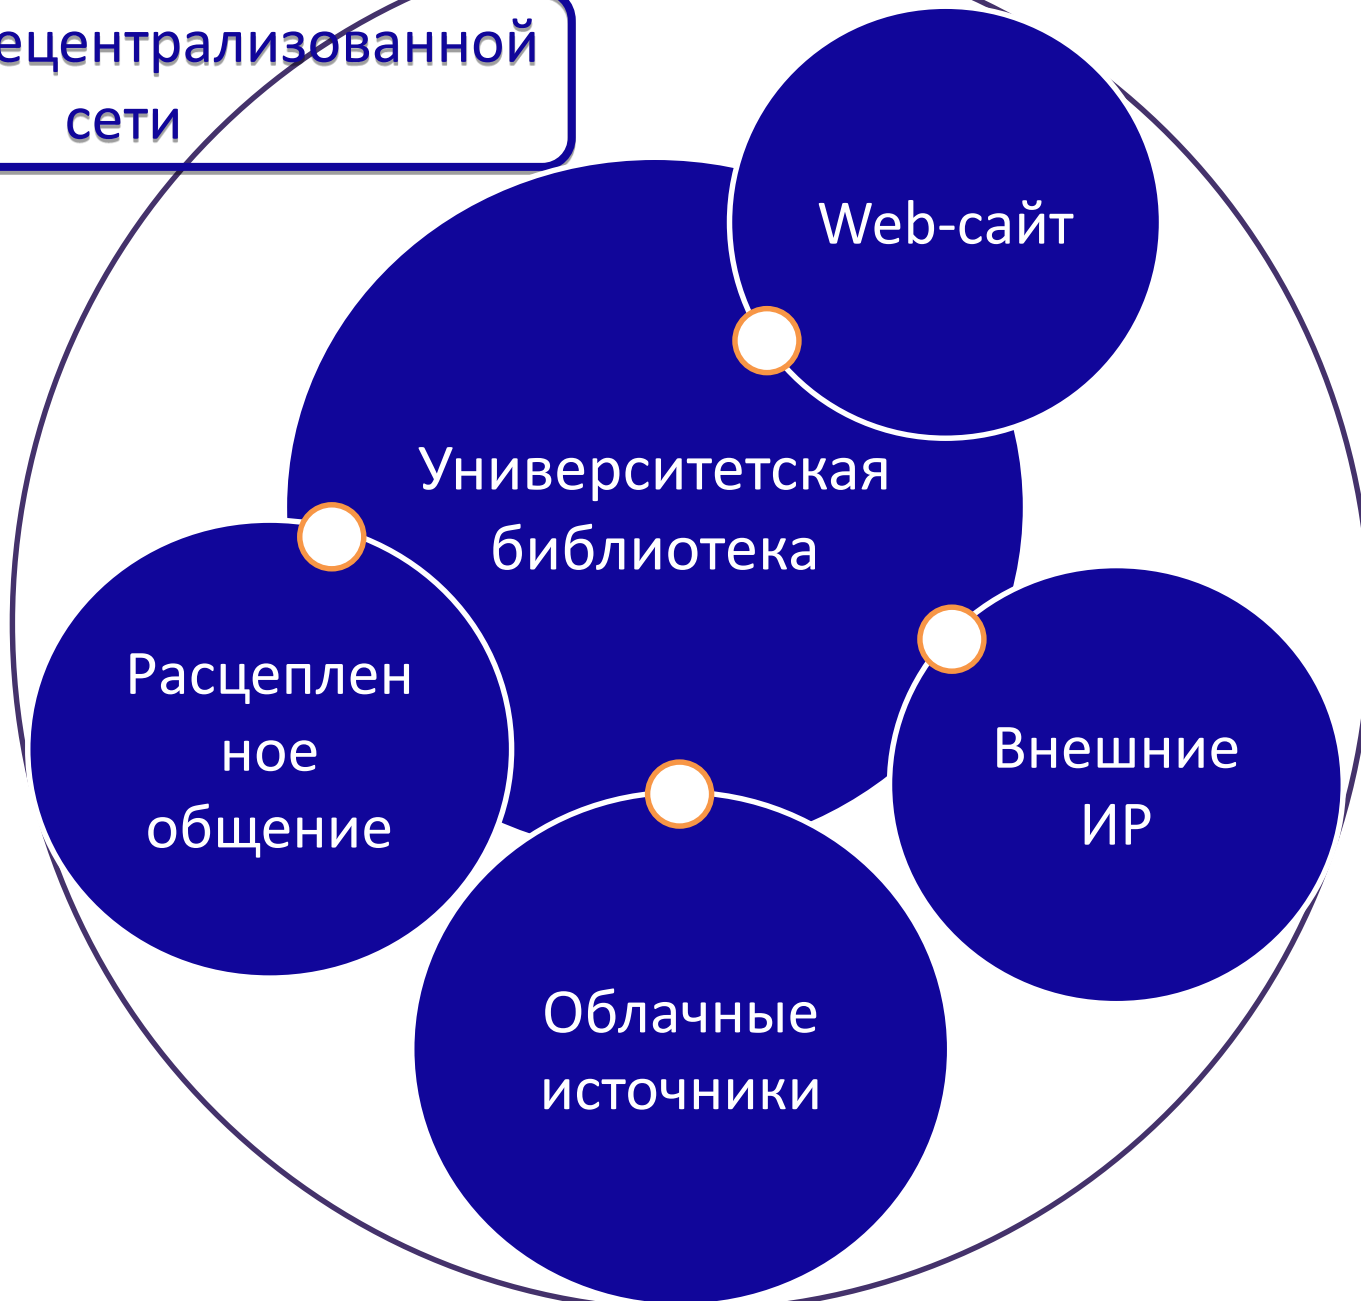 ецентрализованной
сети
Web-сайт
Университетская
библиотека
Расцеплен
ное
общение
Внешние
ИР
Облачные
источники